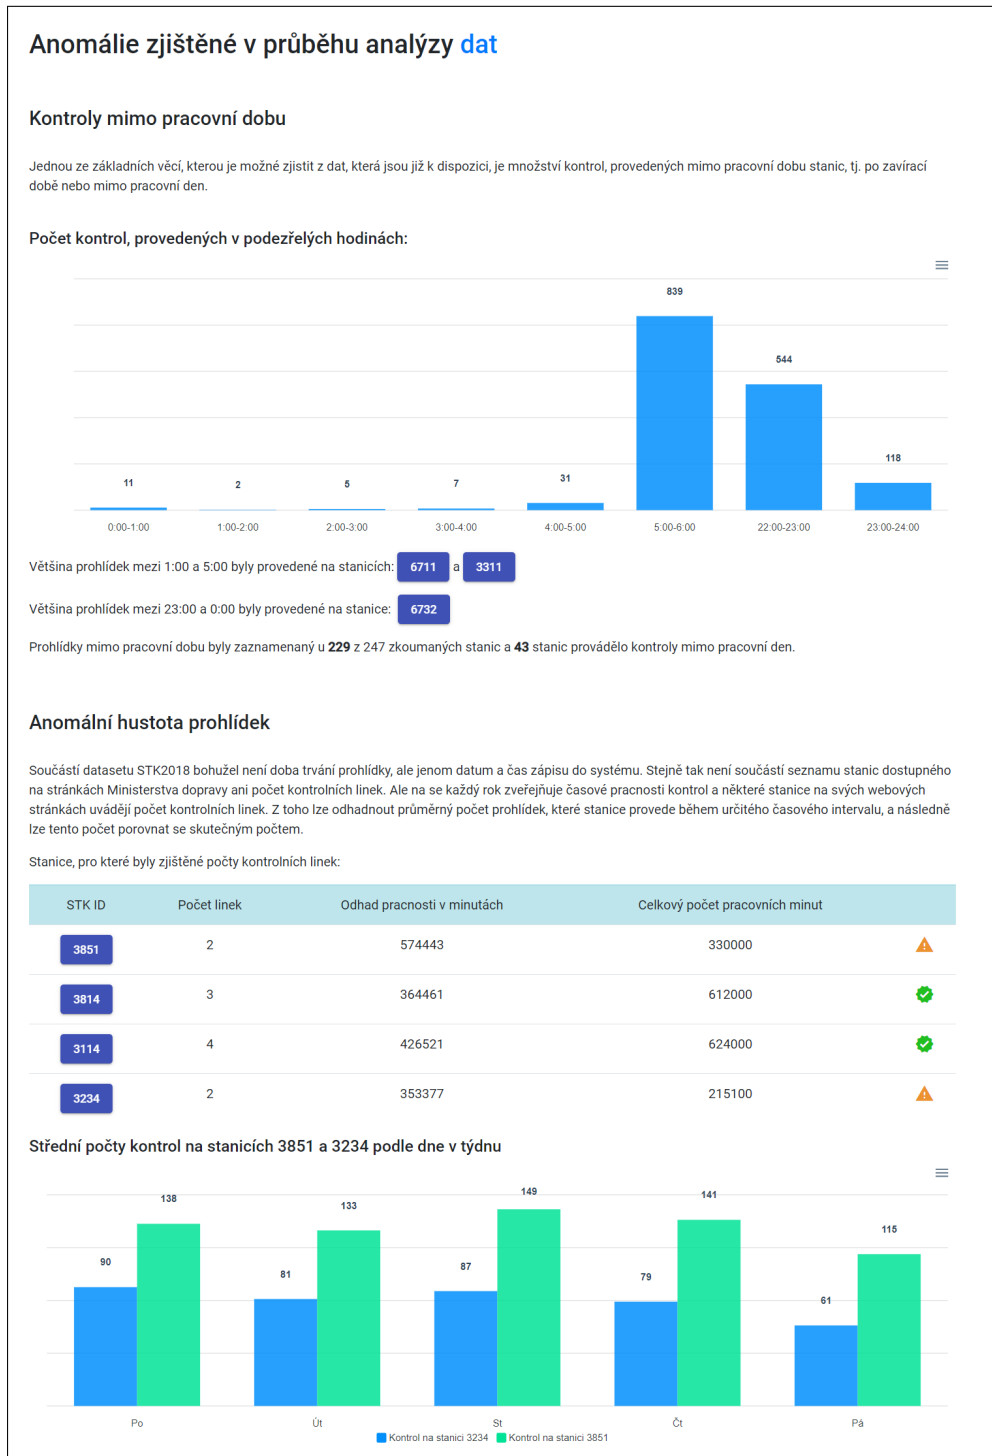 Anomálie zjištěné v průběhu analýzy dat
Kontroly mimo pracovní dobu
Jednou ze základních věcí, kterou je možné zjistit z dat, která jsou již k dispozici, je množství kontrol, provedených mimo pracovní dobu stanic, tj. po zavírací
době nebo mimo pracovní den.
Počet kontrol, provedených v podezřelých hodinách:
11 2 5 7 31 839 544 118
0:00-1:00 1:00-2:00 2:00-3:00 3:00-4:00 4:00-5:00 5:00-6:00 22:00-23:00 23:00-24:00
Většina prohlídek mezi 1:00 a 5:00 byly provedené na stanicích: 6711 a 3311
Většina prohlídek mezi 23:00 a 0:00 byly provedené na stanice: 6732
Prohlídky mimo pracovní dobu byly zaznamenaný u 229 z 247 zkoumaných stanic a 43 stanic provádělo kontroly mimo pracovní den.
Anomální hustota prohlídek
Součástí datasetu STK2018 bohužel není doba trvání prohlídky, ale jenom datum a čas zápisu do systému. Stejně tak není součástí seznamu stanic dostupného
na stránkách Ministerstva dopravy ani počet kontrolních linek. Ale na se každý rok zveřejňuje časové pracnosti kontrol a některé stanice na svých webových
stránkách uvádějí počet kontrolních linek. Z toho lze odhadnout průměrný počet prohlídek, které stanice provede během určitého časového intervalu, a následně
lze tento počet porovnat se skutečným počtem.
Stanice, pro které byly zjištěné počty kontrolních linek:
STK ID Počet linek Odhad pracnosti v minutách Celkový počet pracovních minut
3851 2 574443 330000
3814 3 364461 612000
3114 4 426521 624000
3234 2 353377 215100
Střední počty kontrol na stanicích 3851 a 3234 podle dne v týdnu
90 138 81 133 87 149 79 141 61 115
Po Út St Čt Pá
Kontrol na stanici 3234 Kontrol na stanici 3851